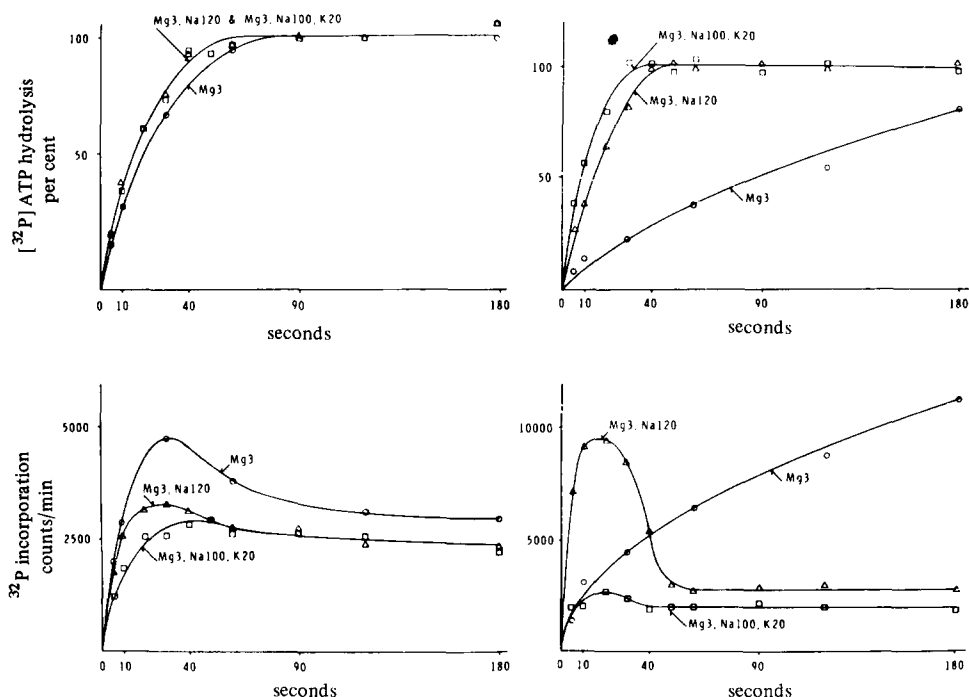 Mg3, Na120 & Mg3, Na100, K20
100
Mg3
50
[³²P] ATP hydrolysis
per cent
0 10 40 90 180
seconds
Mg3, Na100, K20
100
Mg3, Na120
50
Mg3
0 10 40 90 180
seconds
5000
Mg3
Mg3, Na120
2500
Mg3, Na100, K20
³²P incorporation
counts/min
0 10 40 90 180
seconds
10000
Mg3, Na120
Mg3
5000
Mg3, Na100, K20
0 10 40 90 180
seconds